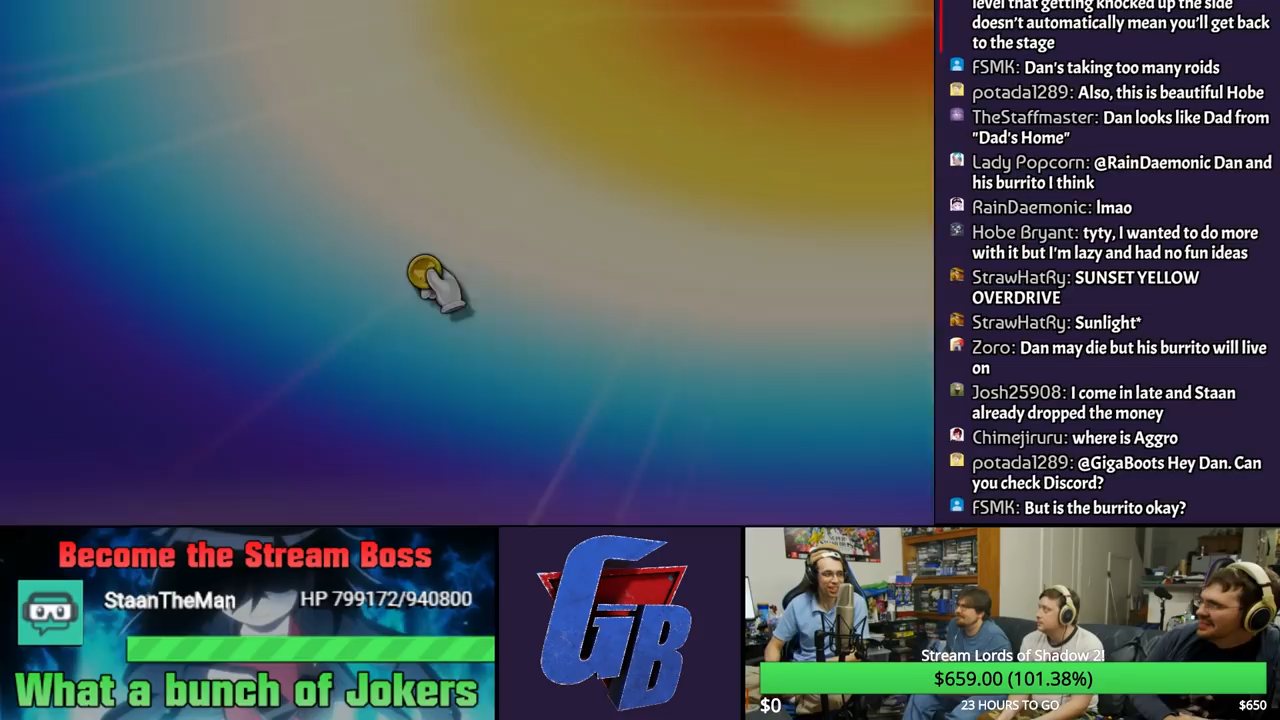 level that getting knocked up the side
doesn't automatically mean you'll get back
to the stage
FSMK: Dan's taking too many roids
potada1289: Also, this is beautiful Hobe
TheStaffmaster: Dan looks like Dad from
"Dad's Home"
Lady Popcorn: @RainDaemonic Dan and
his burrito I think
RainDaemonic: lmao
Hobe Bryant: tyty, I wanted to do more
with it but I'm lazy and had no fun ideas
StrawHatRy: SUNSET YELLOW
OVERDRIVE
StrawHatRy: Sunlight*
Zoro: Dan may die but his burrito will live
on
Josh25908: I come in late and Staan
already dropped the money
Chimejiruru: where is Aggro
potada1289: @GigaBoots Hey Dan. Can
you check Discord?
FSMK: But is the burrito okay?
Become the Stream Boss
StaanTheMan HP 799172/940800
What a bunch of Jokers
GB
Stream Lords of Shadow 2!
$659.00 (101.38%)
$0 23 HOURS TO GO $650